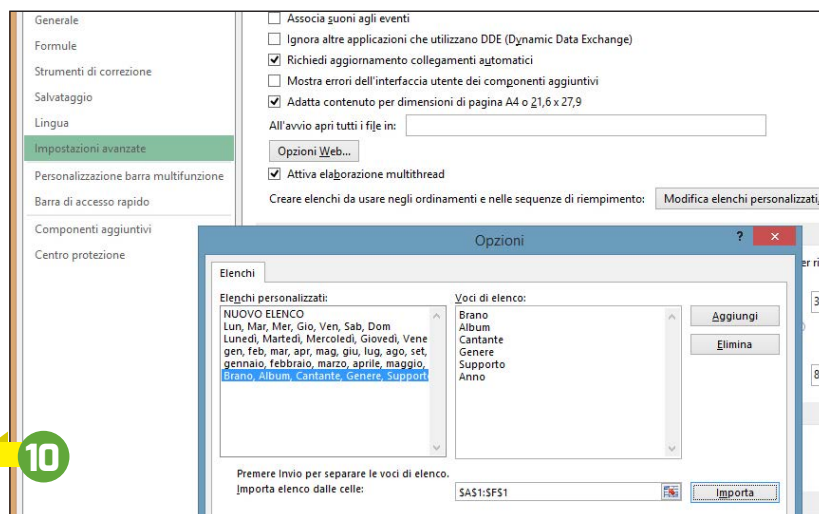 Generale
Formule
Strumenti di correzione
Salvataggio
Lingua
Impostazioni avanzate
Personalizzazione barra multifunzione
Barra di accesso rapido
Componenti aggiuntivi
Centro protezione
Associa suoni agli eventi
Ignora altre applicazioni che utilizzano DDE (Dynamic Data Exchange)
Richiedi aggiornamento collegamenti automatici
Mostra errori dell'interfaccia utente dei componenti aggiuntivi
Adatta contenuto per dimensioni di pagina A4 o 21,6 x 27,9
All'avvio apri tutti i file in:
Opzioni Web...
Attiva elaborazione multithread
Creare elenchi da usare negli ordinamenti e nelle sequenze di riempimento: Modifica elenchi personalizzati
Opzioni ? ×
Elenchi
Elenchi personalizzati:
NUOVO ELENCO
Lun, Mar, Mer, Gio, Ven, Sab, Dom
Lunedì, Martedì, Mercoledì, Giovedì, Vene
gen, feb, mar, apr, mag, giu, lug, ago, set,
gennaio, febbraio, marzo, aprile, maggio,
Brano, Album, Cantante, Genere, Support
Voci di elenco:
Brano
Album
Cantante
Genere
Supporto
Anno
Aggiungi
Elimina
Premere Invio per separare le voci di elenco.
Importa elenco dalle celle: $A$1:$F$1 Importa
er ri
3
8
10